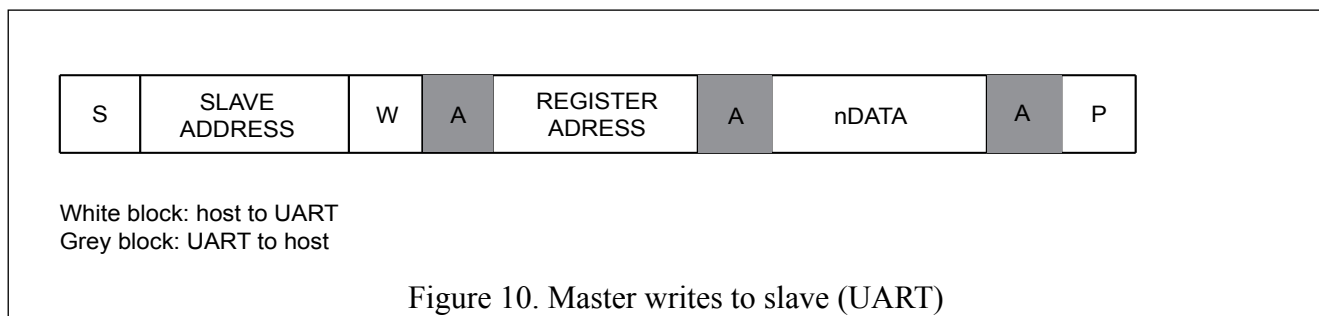 S
SLAVE
ADDRESS
W
A
REGISTER
ADRESS
A
nDATA
A
P
White block: host to UART
Grey block: UART to host
Figure 10. Master writes to slave (UART)